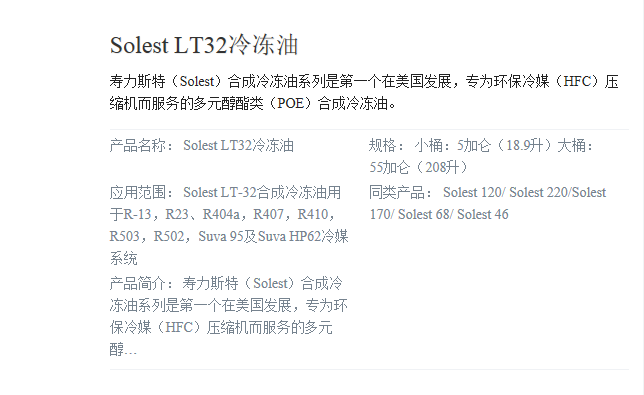 Solest LT32冷冻油
寿力斯特（Solest）合成冷冻油系列是第一个在美国发展，专为环保冷媒（HFC）压
缩机而服务的多元醇酯类（POE）合成冷冻油。
产品名称： Solest LT32冷冻油
规格： 小桶：5加仑（18.9升）大桶：
55加仑（208升）
应用范围： Solest LT-32合成冷冻油用
于R-13，R23、R404a，R407，R410，
R503，R502，Suva 95及Suva HP62冷媒
系统
同类产品： Solest 120/ Solest 220/Solest
170/ Solest 68/ Solest 46
产品简介： 寿力斯特（Solest）合成冷
冻油系列是第一个在美国发展，专为环
保冷媒（HFC）压缩机而服务的多元
醇…